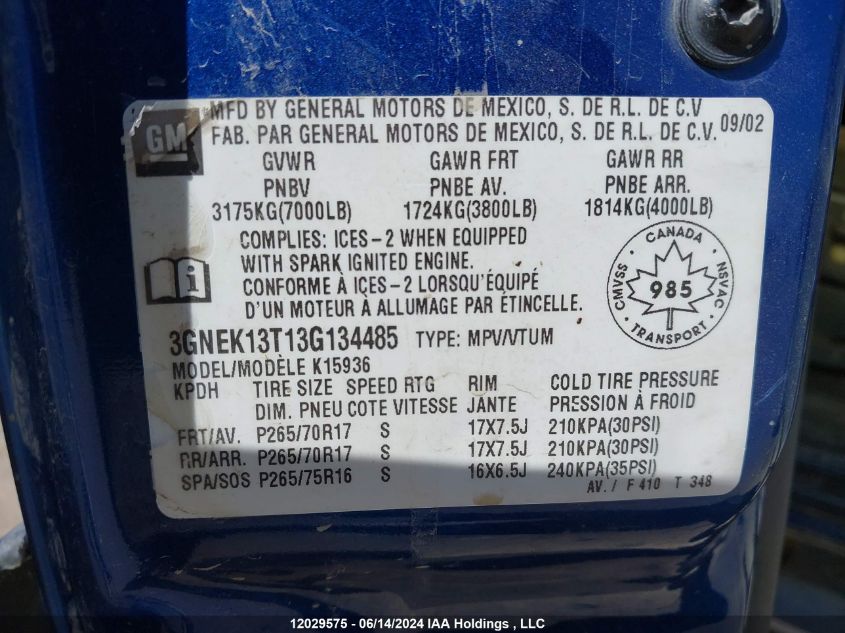 GM
MFD BY GENERAL MOTORS DE MEXICO, S. DE R.L. DE C.V
FAB. PAR GENERAL MOTORS DE MEXICO, S. DE R.L. DE C.V. 09/02
GVWR GAWR FRT GAWR RR
PNBV PNBE AV. PNBE ARR.
3175KG(7000LB) 1724KG(3800LB) 1814KG(4000LB)
COMPLIES: ICES-2 WHEN EQUIPPED
WITH SPARK IGNITED ENGINE.
CONFORME À ICES-2 LORSQU'ÉQUIPÉ
D'UN MOTEUR À ALLUMAGE PAR ÉTINCELLE.
CANADA
CMVSS 985 NSVAC
TRANSPORT
3GNEK13T13G134485 TYPE: MPV/VTUM
MODEL/MODÈLE K15936
KPDH TIRE SIZE SPEED RTG RIM COLD TIRE PRESSURE
DIM. PNEU COTE VITESSE JANTE PRESSION À FROID
FRT/AV. P265/70R17 S 17X7.5J 210KPA(30PSI)
RR/ARR. P265/70R17 S 17X7.5J 210KPA(30PSI)
SPA/SOS P265/75R16 S 16X6.5J 240KPA(35PSI)
AV. / F 410 T 348
12029575 - 06/14/2024 IAA Holdings , LLC